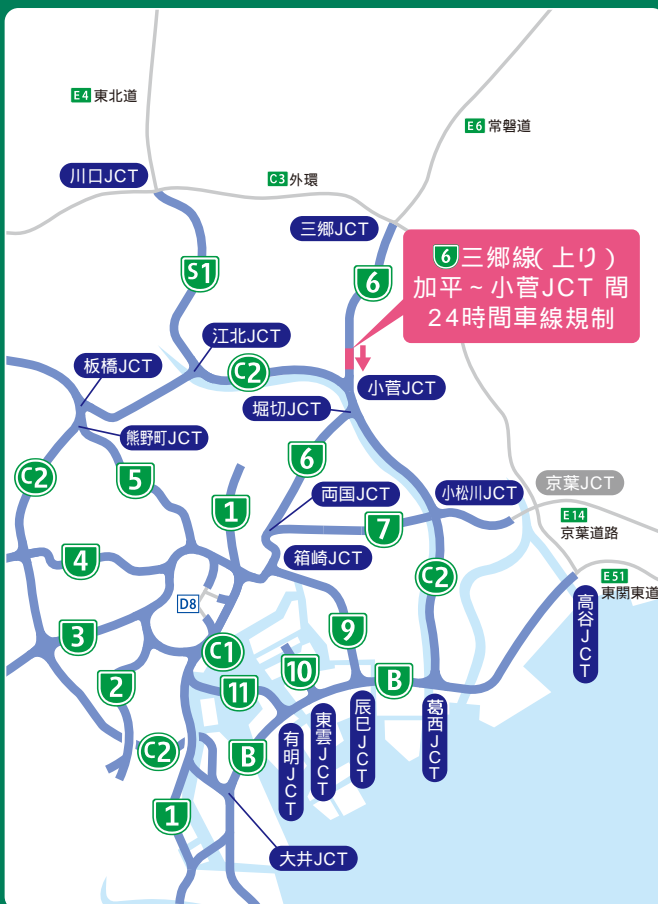 E4 東北道
E6 常磐道
川口JCT
C3 外環
三郷JCT
6 三郷線(上り)
加平~小菅JCT 間
24時間車線規制
S1
6
江北JCT
板橋JCT
C2
小菅JCT
堀切JCT
熊野町JCT
6
C2
5
両国JCT
小松川JCT
京葉JCT
1
7
E14
京葉道路
箱崎JCT
4
C2
E51
東関東道
D8
高谷JCT
9
3
C1
10
2
11
B
葛西JCT
辰巳JCT
東雲JCT
有明JCT
C2
B
1
大井JCT